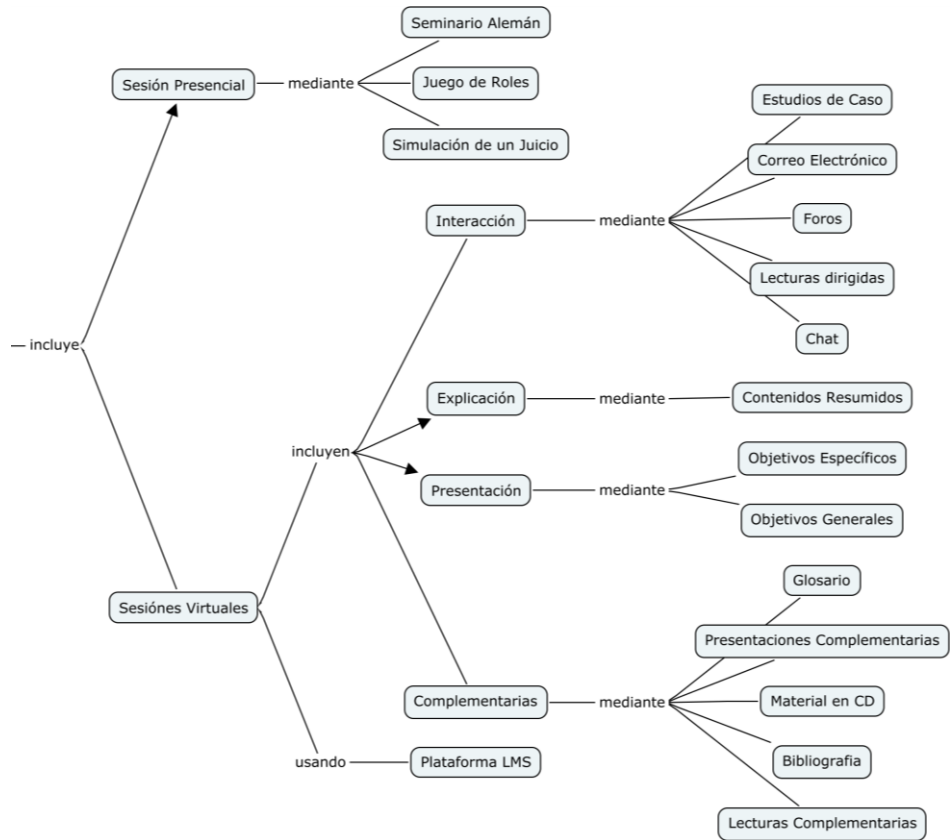 Seminario Alemán
Sesión Presencial
mediante
Juego de Roles
Simulación de un Juicio
Estudios de Caso
Correo Electrónico
Interacción
mediante
Foros
Lecturas dirigidas
Chat
incluye
Explicación
mediante
Contenidos Resumidos
incluyen
Objetivos Específicos
Presentación
mediante
Objetivos Generales
Glosario
Sesiónes Virtuales
Presentaciones Complementarias
Complementarias
mediante
Material en CD
usando
Plataforma LMS
Bibliografia
Lecturas Complementarias